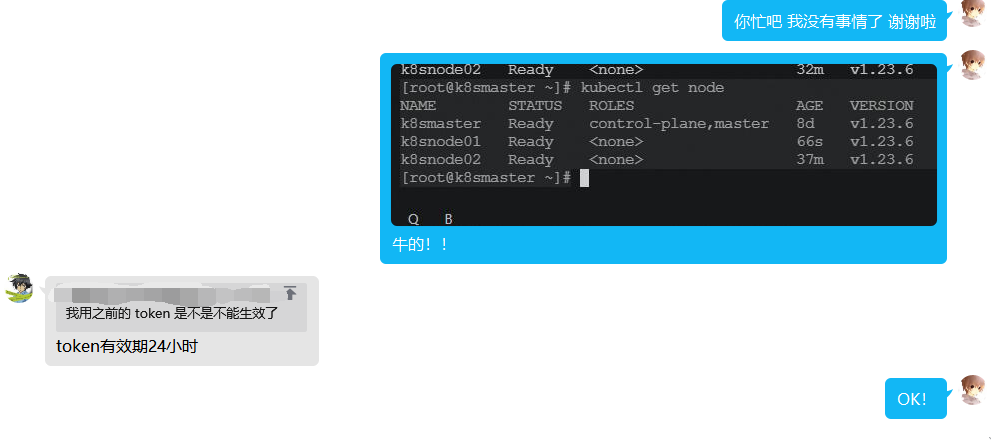 你忙吧 我没有事情了 谢谢啦
k8snode02 Ready <none> 32m v1.23.6
[root@k8smaster ~]# kubectl get node
NAME STATUS ROLES AGE VERSION
k8smaster Ready control-plane,master 8d v1.23.6
k8snode01 Ready <none> 66s v1.23.6
k8snode02 Ready <none> 37m v1.23.6
[root@k8smaster ~]#
Q B
牛的！！
我用之前的 token 是不是不能生效了
token有效期24小时
OK！